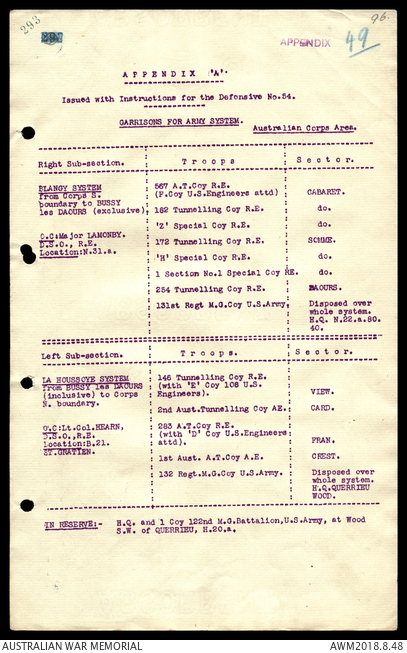 293
96.
29
APPENDIX 49
APPENDIX 'A'.
Issued with Instructions for the Defensive No.54.
GARRISONS FOR ARMY SYSTEM.
Australian Corps Area.
Right Sub-section. Troops Sector.
BLANGY SYSTEM
from Corps S.
boundary to BUSSY
les DAOURS (exclusive)
O.C:Major LAMONBY.
D.S.O., R.E.
Location:N.31.a.
567 A.T.Coy R.E.
(F.Coy U.S.Engineers attd) CABARET.
182 Tunnelling Coy R.E. do.
'Z' Special Coy R.E. do.
172 Tunnelling Coy R.E. SOMME.
'H' Special Coy R.E. do.
1 Section No.1 Special Coy RE. do.
254 Tunnelling Coy R.E. DAOURS.
131st Regt M.G.Coy U.S.Army. Disposed over
whole system.
H.Q. N.22.a.80.
40.
Left Sub-section. Troops. Sector.
LA HOUSSOYE SYSTEM
from BUSSY les DAOURS
(inclusive) to Corps
N. boundary.
O.C:Lt.Col.HEARN,
D.S.O.,R.E.
Location:B.21.
ST.GRATIEN.
146 Tunnelling Coy R.E.
(with 'E' Coy 108 U.S.
Engineers). VIEW.
2nd Aust.Tunnelling Coy AE. CARD.
283 A.T.Coy R.E.
(with 'D' Coy U.S.Engineers
attd). FRAN.
1st Aust. A.T.Coy A.E. CREST.
132 Regt.M.G.Coy U.S.Army. Disposed over
whole system.
H.Q.QUERRIEU
WOOD.
IN RESERVE:- H.Q. and 1 Coy 122nd M.G.Battalion,U.S.Army, at Wood
S.W. of QUERRIEU, H.20.a.
AUSTRALIAN WAR MEMORIAL AWM2018.8.48